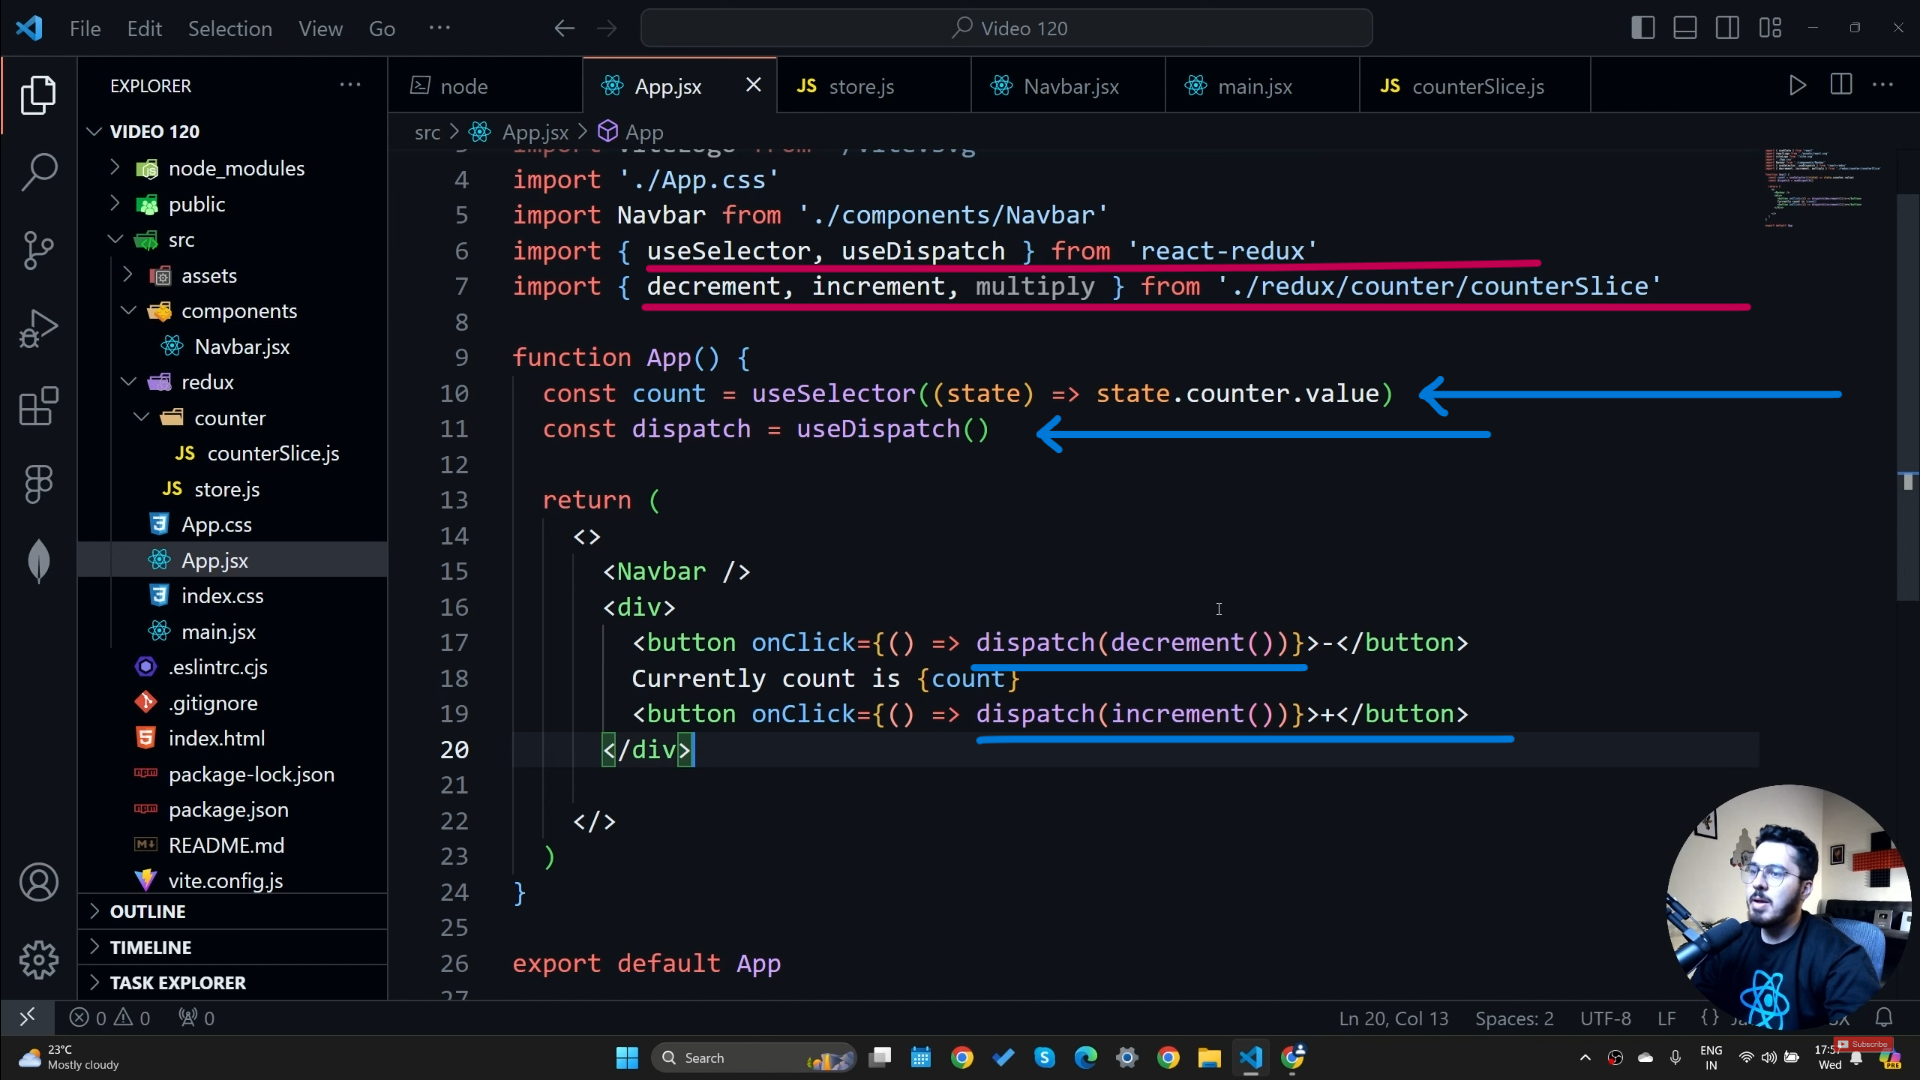 File Edit Selection View Go ··· Video 120
EXPLORER ···
VIDEO 120
node_modules
public
src
assets
components
Navbar.jsx
redux
counter
JS counterSlice.js
JS store.js
App.css
App.jsx
index.css
main.jsx
.eslintrc.cjs
.gitignore
index.html
package-lock.json
package.json
README.md
vite.config.js
OUTLINE
TIMELINE
TASK EXPLORER
node App.jsx JS store.js Navbar.jsx main.jsx JS counterSlice.js
src > App.jsx > App
4 import './App.css'
5 import Navbar from './components/Navbar'
6 import { useSelector, useDispatch } from 'react-redux'
7 import { decrement, increment, multiply } from './redux/counter/counterSlice'
8
9 function App() {
10 const count = useSelector((state) => state.counter.value)
11 const dispatch = useDispatch()
12
13 return (
14 <>
15 <Navbar />
16 <div>
17 <button onClick={() => dispatch(decrement())}>-</button>
18 Currently count is {count}
19 <button onClick={() => dispatch(increment())}>+</button>
20 </div>
21
22 </>
23 )
24 }
25
26 export default App
27
0 0 0 Ln 20, Col 13 Spaces: 2 UTF-8 LF { }
23°C
Mostly cloudy
Search
ENG
IN
Wed
Subscribe
PRE